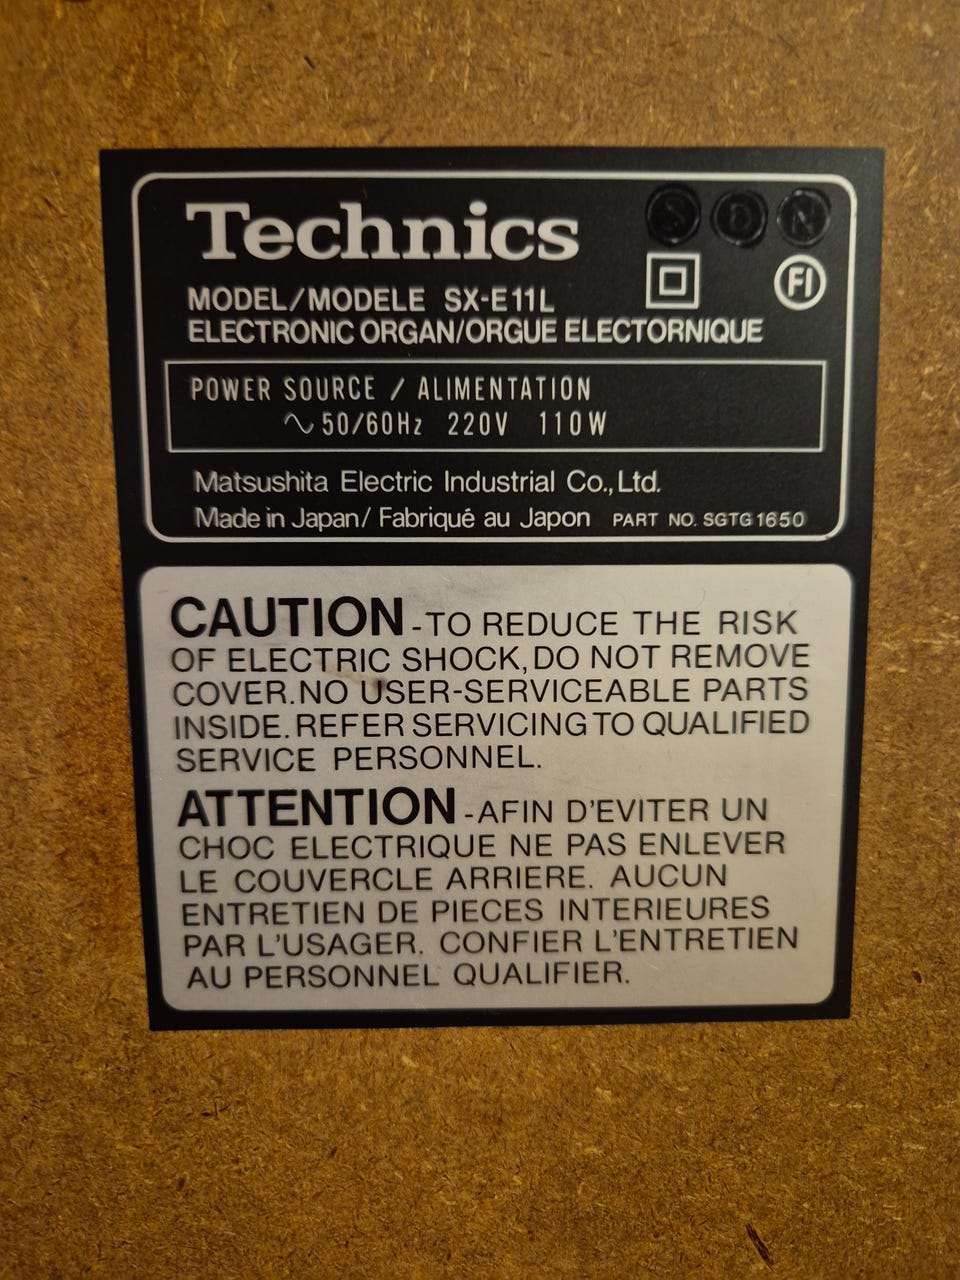 Technics
S D N
MODEL/MODELE SX-E11L
FI
ELECTRONIC ORGAN/ORGUE ELECTORNIQUE
POWER SOURCE / ALIMENTATION
∿ 50/60Hz 220V 110W
Matsushita Electric Industrial Co., Ltd.
Made in Japan/ Fabriqué au Japon PART NO. SGTG1650
CAUTION-TO REDUCE THE RISK
OF ELECTRIC SHOCK, DO NOT REMOVE
COVER. NO USER-SERVICEABLE PARTS
INSIDE. REFER SERVICING TO QUALIFIED
SERVICE PERSONNEL.
ATTENTION-AFIN D'EVITER UN
CHOC ELECTRIQUE NE PAS ENLEVER
LE COUVERCLE ARRIERE. AUCUN
ENTRETIEN DE PIECES INTERIEURES
PAR L'USAGER. CONFIER L'ENTRETIEN
AU PERSONNEL QUALIFIER.